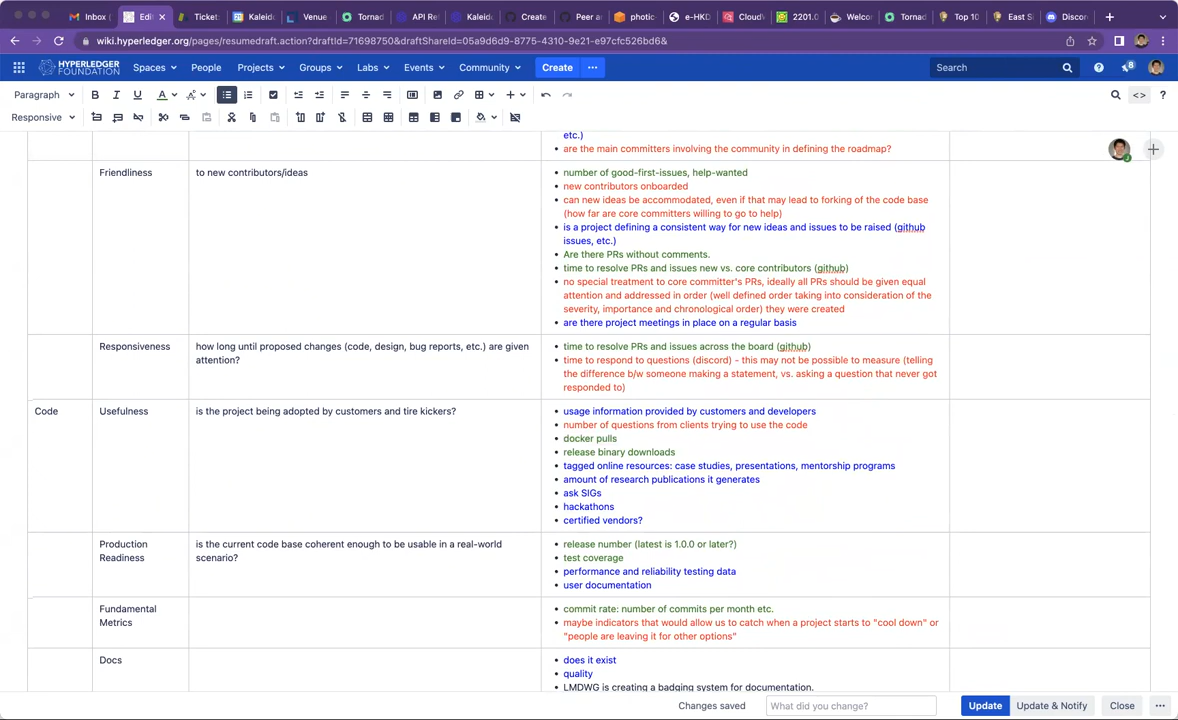 Inbox (
Edi
Ticket
Kaleid
Venue
Tornad
API Re
Kaleid
Create
Peer a
photic
e-HKD
CloudV
2201.0
Welco
Tornad
Top 10
East S
Discor
wiki.hyperledger.org/pages/resumedraft.action?draftId=71698750&draftShareId=05a9d6d9-8775-4310-9e21-e97cfc526bd6&
HYPERLEDGER
FOUNDATION
Spaces
People
Projects
Groups
Labs
Events
Community
Create
Search
8
Paragraph
B
I
U
A
Responsive
etc.)
are the main committers involving the community in defining the roadmap?
Friendliness
to new contributors/ideas
number of good-first-issues, help-wanted
new contributors onboarded
can new ideas be accommodated, even if that may lead to forking of the code base
(how far are core committers willing to go to help)
is a project defining a consistent way for new ideas and issues to be raised (github
issues, etc.)
Are there PRs without comments.
time to resolve PRs and issues new vs. core contributors (github)
no special treatment to core committer's PRs, ideally all PRs should be given equal
attention and addressed in order (well defined order taking into consideration of the
severity, importance and chronological order) they were created
are there project meetings in place on a regular basis
Responsiveness
how long until proposed changes (code, design, bug reports, etc.) are given
attention?
time to resolve PRs and issues across the board (github)
time to respond to questions (discord) - this may not be possible to measure (telling
the difference b/w someone making a statement, vs. asking a question that never got
responded to)
Code
Usefulness
is the project being adopted by customers and tire kickers?
usage information provided by customers and developers
number of questions from clients trying to use the code
docker pulls
release binary downloads
tagged online resources: case studies, presentations, mentorship programs
amount of research publications it generates
ask SIGs
hackathons
certified vendors?
Production
Readiness
is the current code base coherent enough to be usable in a real-world
scenario?
release number (latest is 1.0.0 or later?)
test coverage
performance and reliability testing data
user documentation
Fundamental
Metrics
commit rate: number of commits per month etc.
maybe indicators that would allow us to catch when a project starts to "cool down" or
"people are leaving it for other options"
Docs
does it exist
quality
LMDWG is creating a badging system for documentation.
Changes saved
What did you change?
Update
Update & Notify
Close